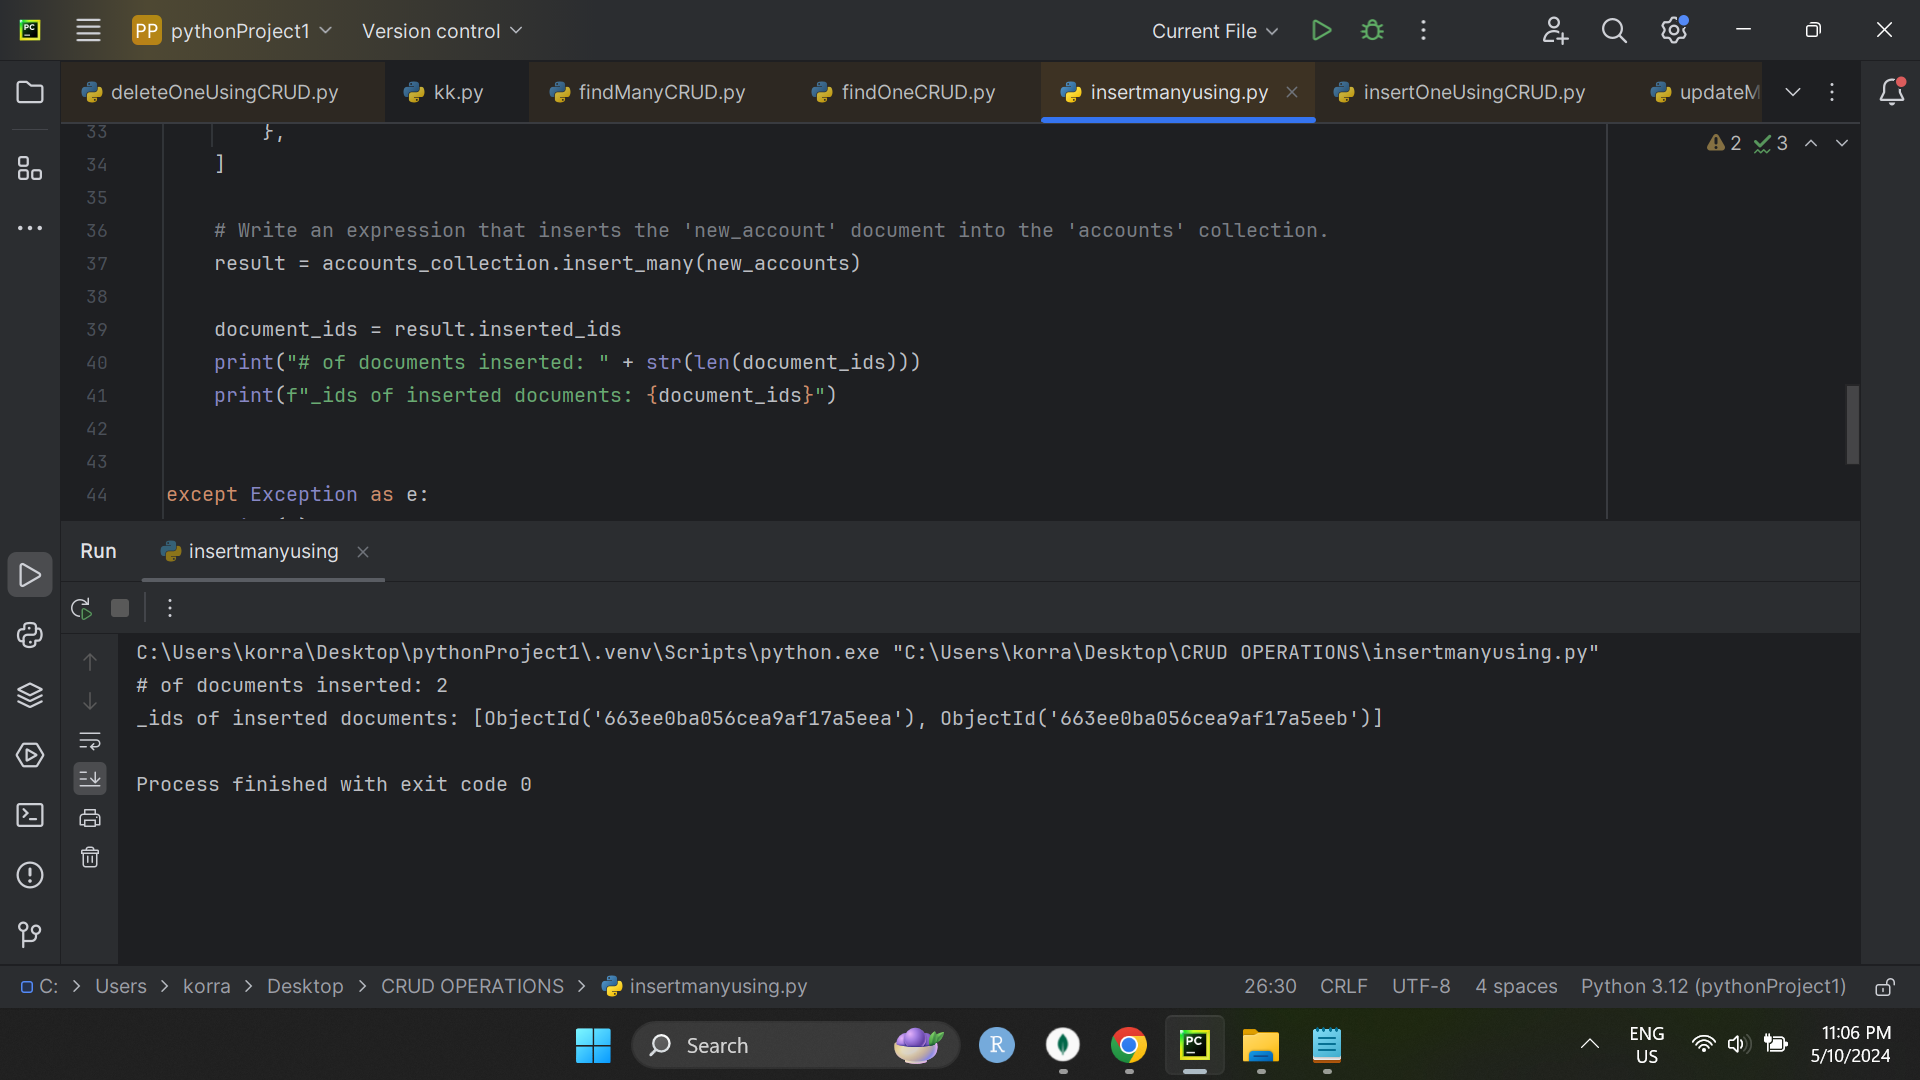 PC PP pythonProject1 Version control Current File
deleteOneUsingCRUD.py kk.py findManyCRUD.py findOneCRUD.py insertmanyusing.py insertOneUsingCRUD.py updateM
33 },
2 3
34 ]
35
36 # Write an expression that inserts the 'new_account' document into the 'accounts' collection.
37 result = accounts_collection.insert_many(new_accounts)
38
39 document_ids = result.inserted_ids
40 print("# of documents inserted: " + str(len(document_ids)))
41 print(f"_ids of inserted documents: {document_ids}")
42
43
44 except Exception as e:
Run insertmanyusing
C:\Users\korra\Desktop\pythonProject1\.venv\Scripts\python.exe "C:\Users\korra\Desktop\CRUD OPERATIONS\insertmanyusing.py"
# of documents inserted: 2
_ids of inserted documents: [ObjectId('663ee0ba056cea9af17a5eea'), ObjectId('663ee0ba056cea9af17a5eeb')]
Process finished with exit code 0
C: > Users > korra > Desktop > CRUD OPERATIONS > insertmanyusing.py 26:30 CRLF UTF-8 4 spaces Python 3.12 (pythonProject1)
Search R PC
ENG
US
11:06 PM
5/10/2024